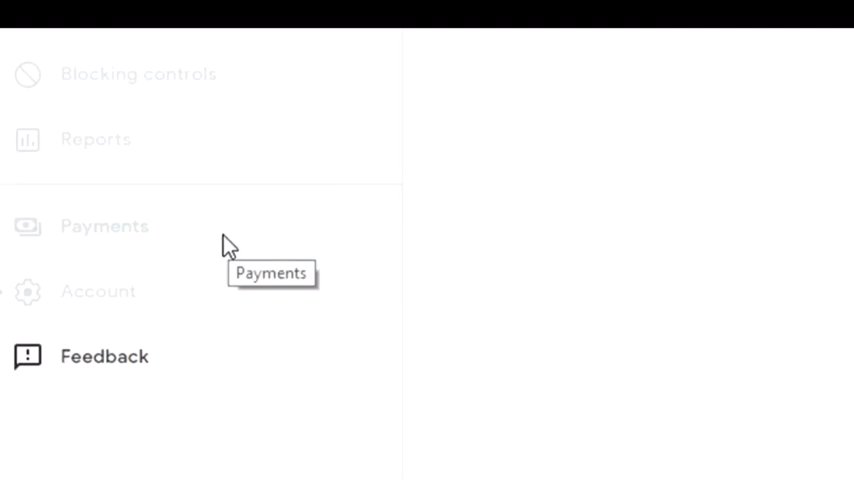 Blocking controls
Reports
Payments
Payments
Account
Feedback